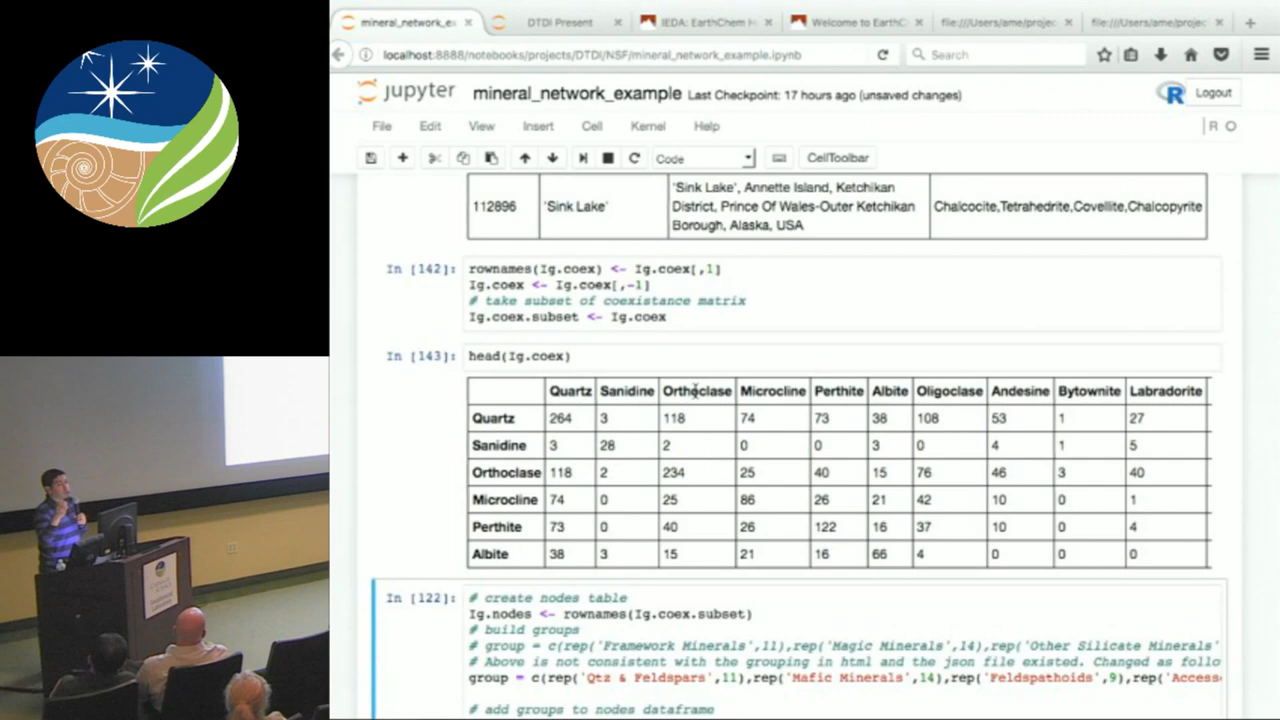 mineral_network_ex
DTDI Present
IEDA: EarthChem
Welcome to EarthC
file:///Users/ame/projec
file:///Users/ame/projec
localhost:8888/notebooks/projects/DTDI/NSF/mineral_network_example.ipynb
Search
jupyter mineral_network_example Last Checkpoint: 17 hours ago (unsaved changes)
R Logout
File Edit View Insert Cell Kernel Help
R
Code CellToolbar
112896 'Sink Lake' 'Sink Lake', Annette Island, Ketchikan
District, Prince Of Wales-Outer Ketchikan Chalcocite,Tetrahedrite,Covellite,Chalcopyrite
Borough, Alaska, USA
In [142]: rownames(Ig.coex) <- Ig.coex[,1]
Ig.coex <- Ig.coex[,-1]
# take subset of coexistance matrix
Ig.coex.subset <- Ig.coex
In [143]: head(Ig.coex)
Quartz Sanidine Orthoclase Microcline Perthite Albite Oligoclase Andesine Bytownite Labradorite
Quartz 264 3 118 74 73 38 108 53 1 27
Sanidine 3 28 2 0 0 3 0 4 1 5
Orthoclase 118 2 234 25 40 15 76 46 3 40
Microcline 74 0 25 86 26 21 42 10 0 1
Perthite 73 0 40 26 122 16 37 10 0 4
Albite 38 3 15 21 16 66 4 0 0 0
In [122]: # create nodes table
Ig.nodes <- rownames(Ig.coex.subset)
# build groups
# group = c(rep('Framework Minerals',11),rep('Magic Minerals',14),rep('Other Silicate Minerals'
# Above is not consistent with the grouping in html and the json file existed. Changed as follo
group = c(rep('Qtz & Feldspars',11),rep('Mafic Minerals',14),rep('Feldspathoids',9),rep('Access
# add groups to nodes dataframe